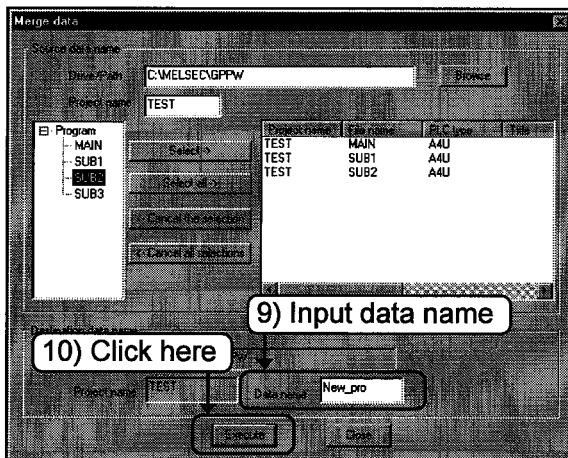 Merge data
Source data name
Drive/Path C:\MELSEC\GPPW Browse
Project name TEST
Program
MAIN
SUB1
SUB2
SUB3
Select ->
Select all ->
<- Cancel the selection
<- Cancel all selections
Project name File name PLC type Title
TEST MAIN A4U
TEST SUB1 A4U
TEST SUB2 A4U
9) Input data name
Destination data name
10) Click here
Project name TEST Data name New_pro
Execute Close